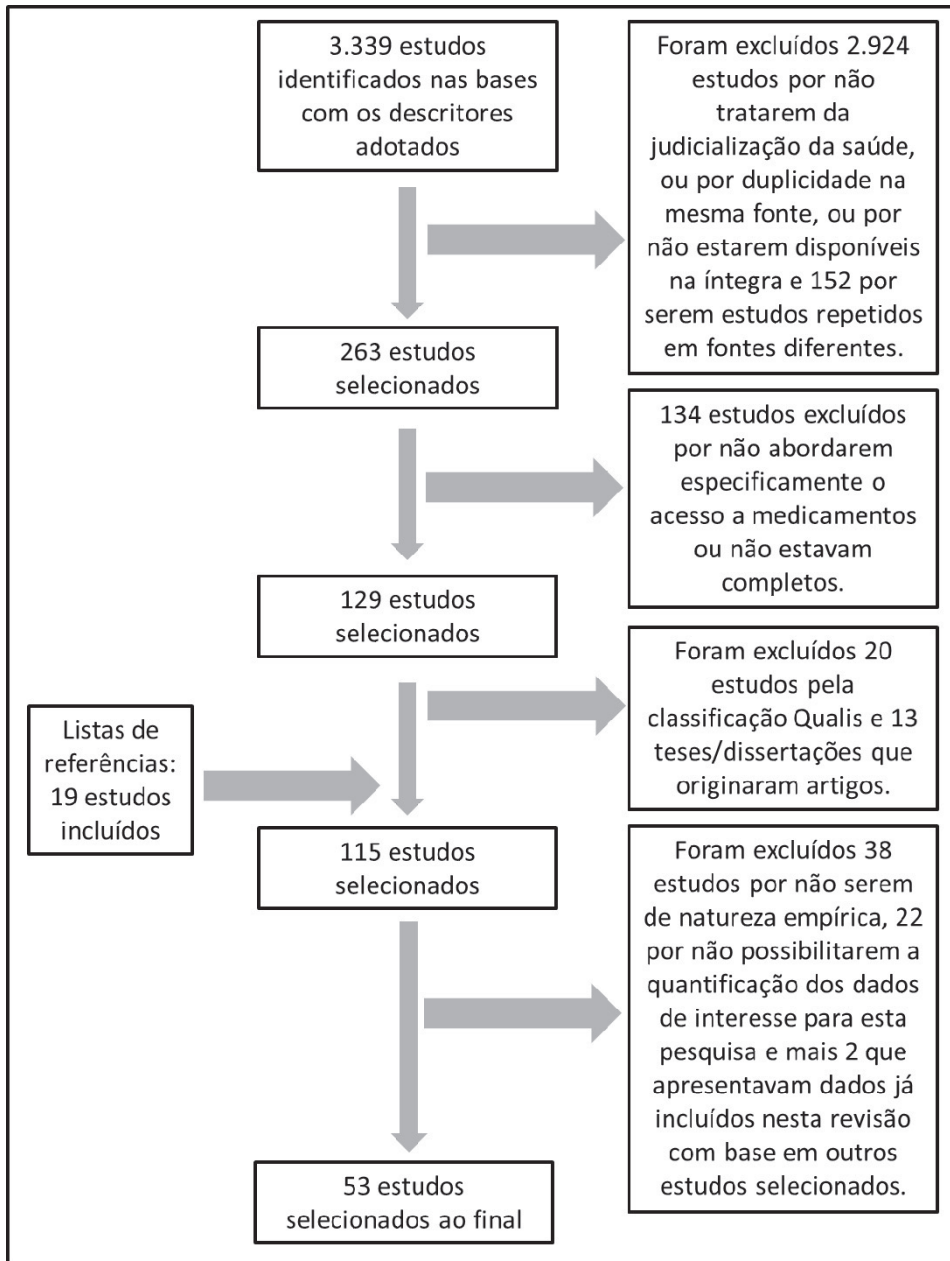 3.339 estudos
identificados nas bases
com os descritores
adotados
Foram excluídos 2.924
estudos por não
tratarem da
judicialização da saúde,
ou por duplicidade na
mesma fonte, ou por
não estarem disponíveis
na íntegra e 152 por
serem estudos repetidos
em fontes diferentes.
263 estudos
selecionados
134 estudos excluídos
por não abordarem
especificamente o
acesso a medicamentos
ou não estavam
completos.
129 estudos
selecionados
Foram excluídos 20
estudos pela
classificação Qualis e 13
teses/dissertações que
originaram artigos.
Listas de
referências:
19 estudos
incluídos
115 estudos
selecionados
Foram excluídos 38
estudos por não serem
de natureza empírica, 22
por não possibilitarem a
quantificação dos dados
de interesse para esta
pesquisa e mais 2 que
apresentavam dados já
incluídos nesta revisão
com base em outros
estudos selecionados.
53 estudos
selecionados ao final